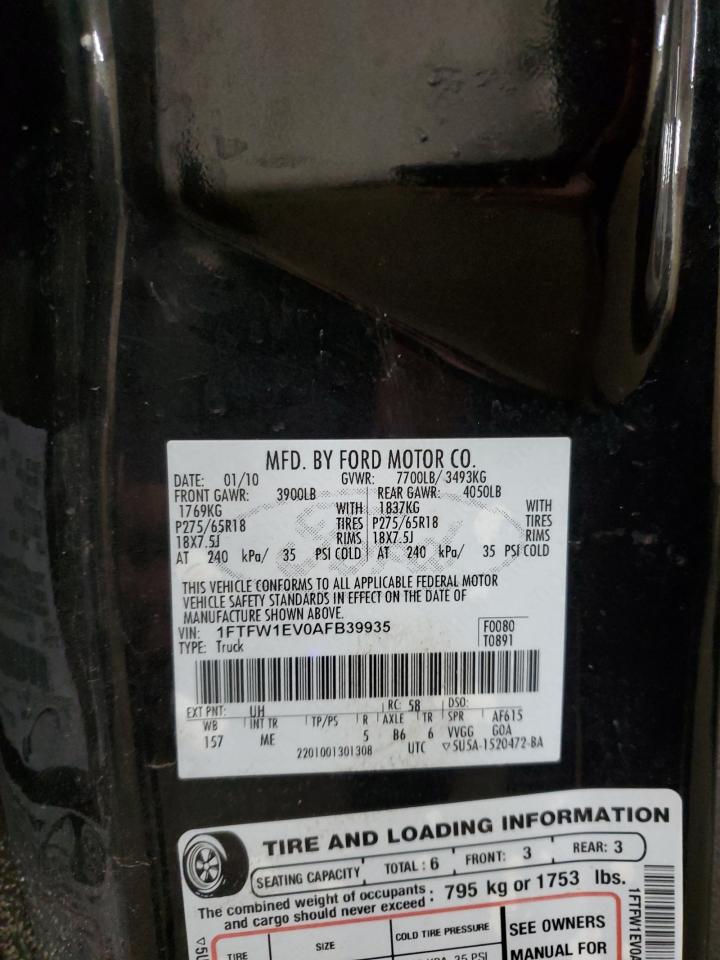 MFD. BY FORD MOTOR CO.
DATE: 01/10 GVWR: 7700LB/ 3493KG
FRONT GAWR: 3900LB REAR GAWR: 4050LB
1769KG WITH 1837KG WITH
P275/65R18 TIRES P275/65R18 TIRES
18X7.5J RIMS 18X7.5J RIMS
AT 240 kPa/ 35 PSI COLD AT 240 kPa/ 35 PSI COLD
Ford
THIS VEHICLE CONFORMS TO ALL APPLICABLE FEDERAL MOTOR
VEHICLE SAFETY STANDARDS IN EFFECT ON THE DATE OF
MANUFACTURE SHOWN ABOVE.
VIN: 1FTFW1EV0AFB39935 F0080
TYPE: Truck T0891
EXT PNT: UH RC: 58 DSO:
WB INT TR TP/PS R AXLE TR SPR AF615
157 ME 5 B6 6 VVGG GOA
2201001301308 UTC ▽5U5A-1520472-BA
TIRE AND LOADING INFORMATION
SEATING CAPACITY TOTAL: 6 FRONT: 3 REAR: 3
The combined weight of occupants
and cargo should never exceed : 795 kg or 1753 lbs.
TIRE SIZE COLD TIRE PRESSURE SEE OWNERS
MANUAL FOR
35 PSI
1FTFW1EV0A
▽5U